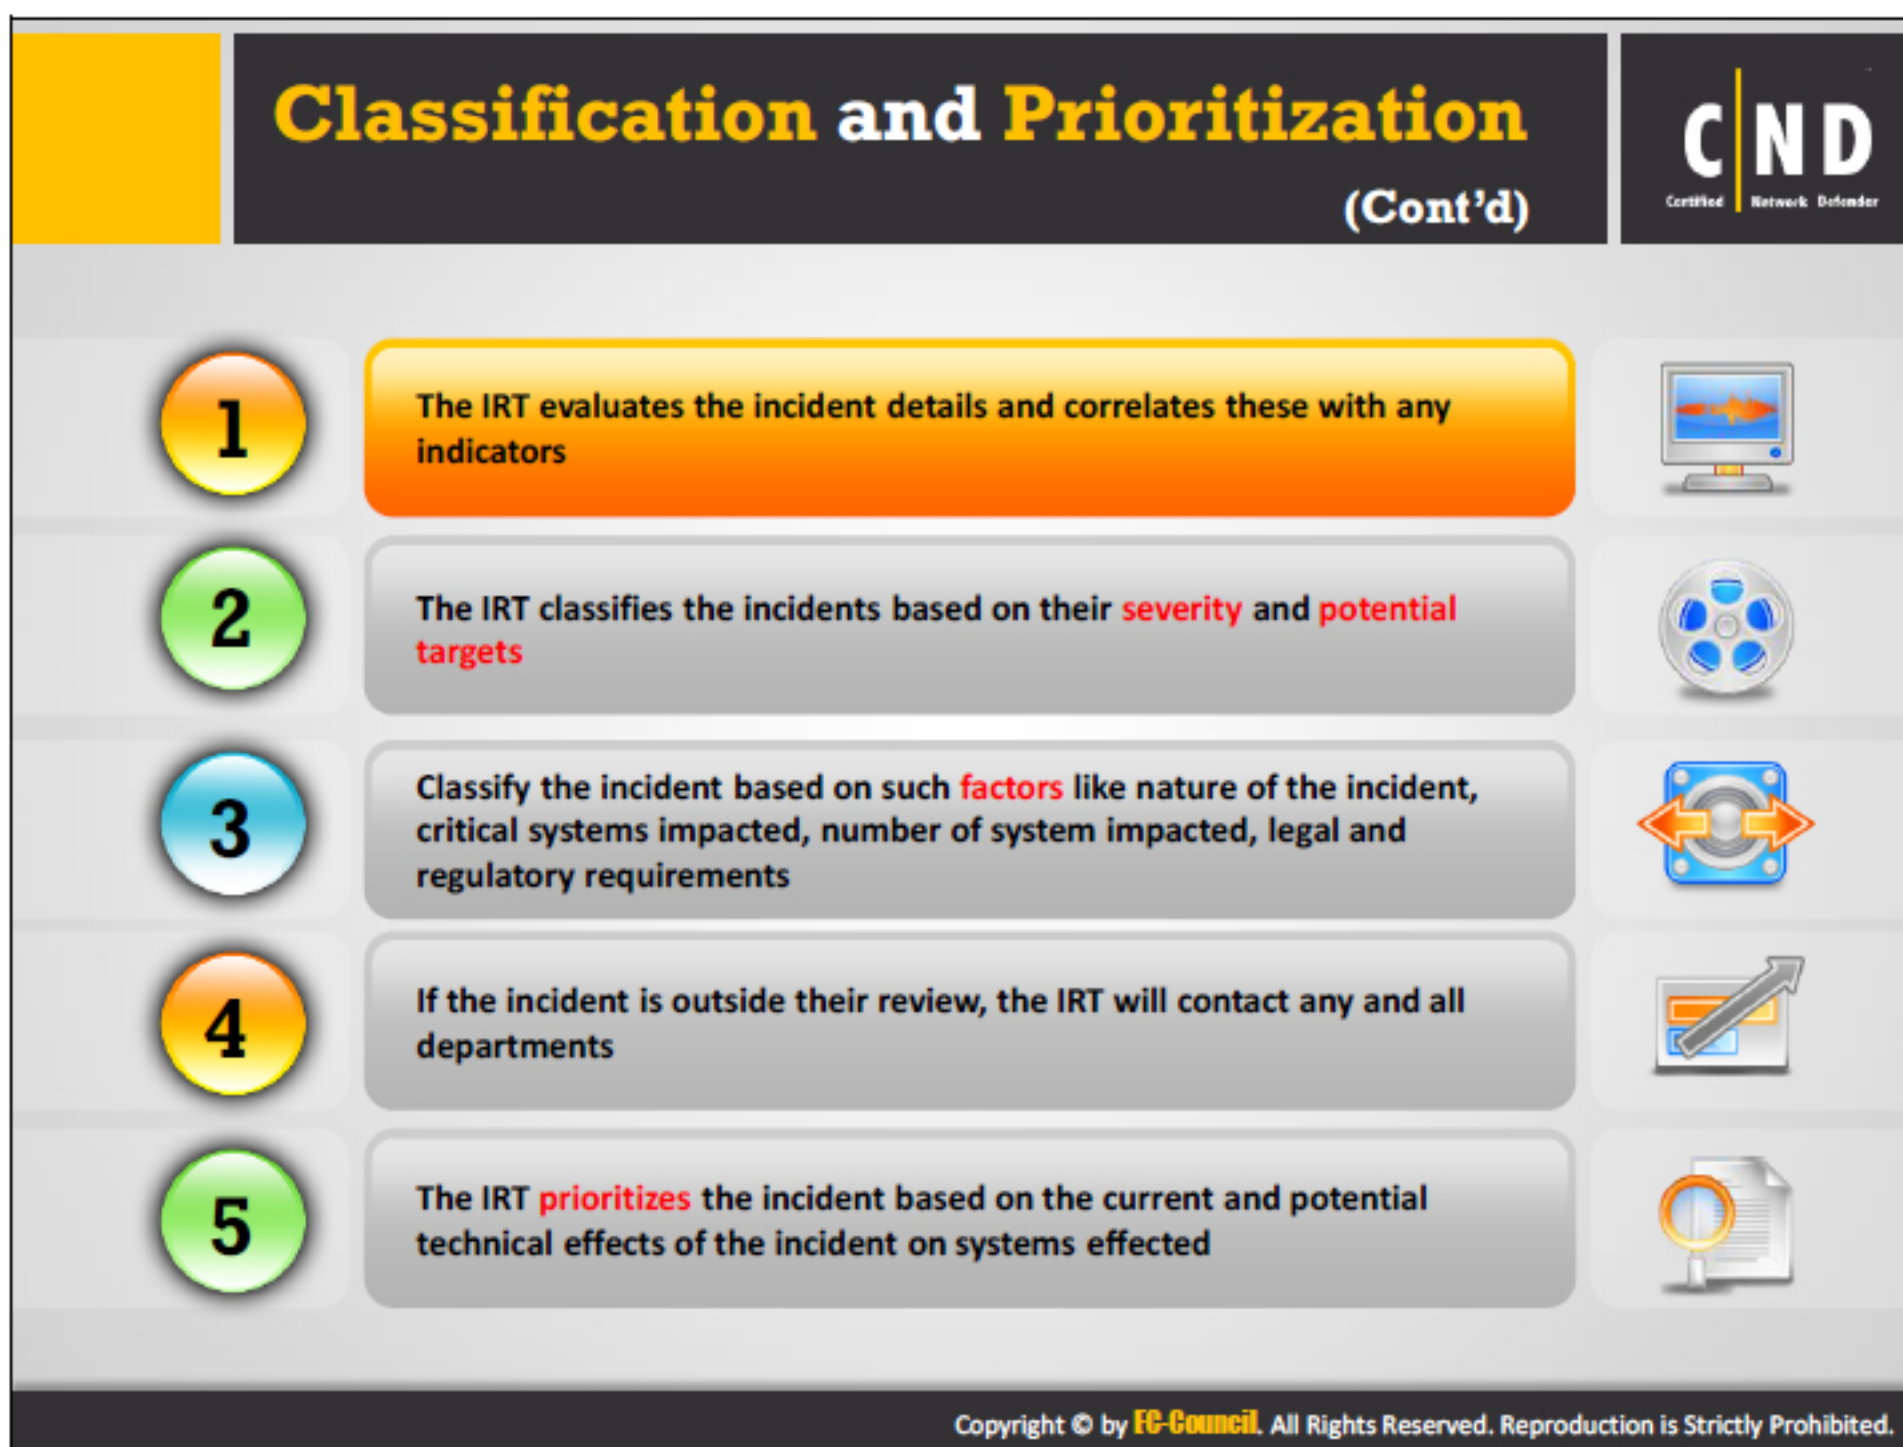 Classification and Prioritization
(Cont'd)
C|ND
Certified Network Defender
1
The IRT evaluates the incident details and correlates these with any
indicators
2
The IRT classifies the incidents based on their severity and potential
targets
3
Classify the incident based on such factors like nature of the incident,
critical systems impacted, number of system impacted, legal and
regulatory requirements
4
If the incident is outside their review, the IRT will contact any and all
departments
5
The IRT prioritizes the incident based on the current and potential
technical effects of the incident on systems effected
Copyright © by EC-Council. All Rights Reserved. Reproduction is Strictly Prohibited.